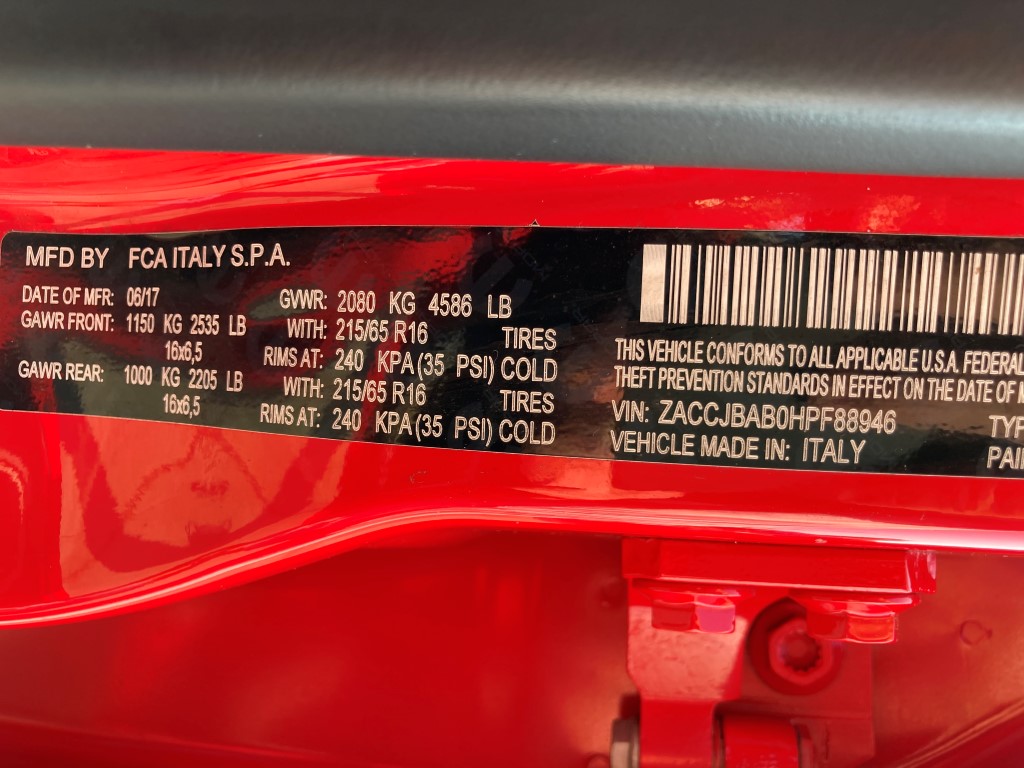 MFD BY FCA ITALY S.P.A.
DATE OF MFR: 06/17 GVWR: 2080 KG 4586 LB
GAWR FRONT: 1150 KG 2535 LB WITH: 215/65 R16 TIRES
16x6,5 RIMS AT: 240 KPA (35 PSI) COLD
GAWR REAR: 1000 KG 2205 LB WITH: 215/65 R16 TIRES
16x6,5 RIMS AT: 240 KPA (35 PSI) COLD
THIS VEHICLE CONFORMS TO ALL APPLICABLE U.S.A. FEDERAL
THEFT PREVENTION STANDARDS IN EFFECT ON THE DATE OF M
VIN: ZACCJBAB0HPF88946 TYP
VEHICLE MADE IN: ITALY PAI